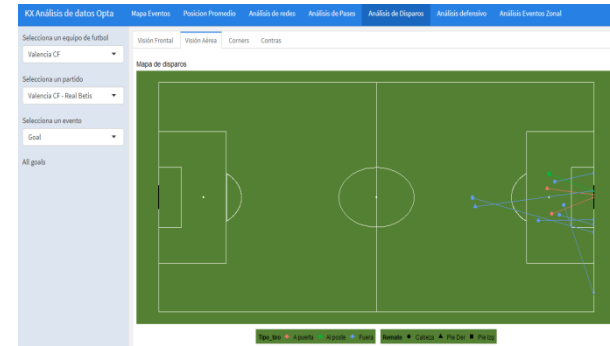 KX Análisis de datos Opta
Mapa Eventos Posicion Promedio Análisis de redes Análisis de Pases Análisis de Disparos Análisis defensivo Análisis Eventos Zonal
Selecciona un equipo de futbol
Valencia CF
Selecciona un partido
Valencia CF - Real Betis
Selecciona un evento
Goal
All goals
Visión Frontal Visión Aérea Corners Contras
Mapa de disparos
Tipo_tiro A puerta Al poste Fuera Remate Cabeza Pie Der Pie Izq